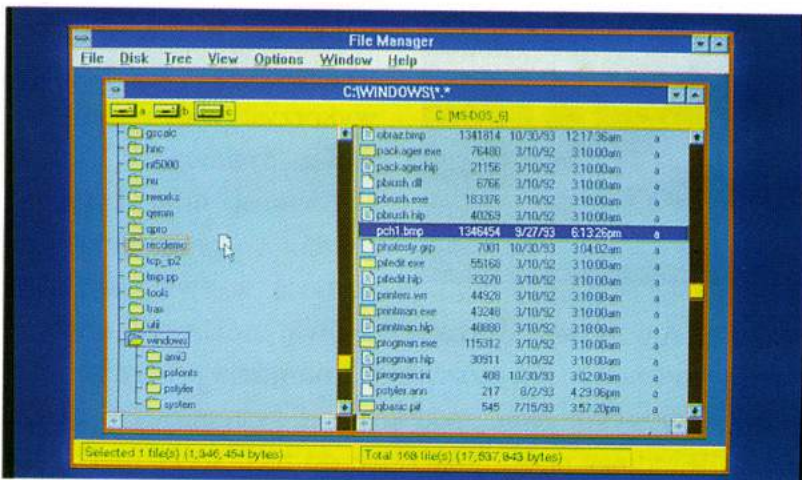 File Manager
File Disk Tree View Options Window Help
C:\WINDOWS\*.*
a b c C: [MS-DOS_6]
gscalc
hnc
nt5000
nu
nworks
qemm
qpro
recdemo
tcp_ip2
tmp.pp
tools
trax
util
windows
ami3
psfonts
pstyler
system
obraz.bmp 1341814 10/30/93 12:17:36am a
packager.exe 76480 3/10/92 3:10:00am a
packager.hlp 21156 3/10/92 3:10:00am a
pbrush.dll 6766 3/10/92 3:10:00am a
pbrush.exe 183376 3/10/92 3:10:00am a
pbrush.hlp 40269 3/10/92 3:10:00am a
pch1.bmp 1346454 9/27/93 6:13:26pm a
photosty.grp 7001 10/30/93 3:04:02am a
pifedit.exe 55168 3/10/92 3:10:00am a
pifedit.hlp 33270 3/10/92 3:10:00am a
printers.wri 44928 3/10/92 3:10:00am a
printman.exe 43248 3/10/92 3:10:00am a
printman.hlp 40880 3/10/92 3:10:00am a
progman.exe 115312 3/10/92 3:10:00am a
progman.hlp 30911 3/10/92 3:10:00am a
progman.ini 408 10/30/93 3:02:00am a
pstyler.ann 217 8/2/93 4:29:06pm a
qbasic.pif 545 7/15/93 3:57:20pm a
Selected 1 file(s) (1,346,454 bytes) Total 168 file(s) (17,537,843 bytes)